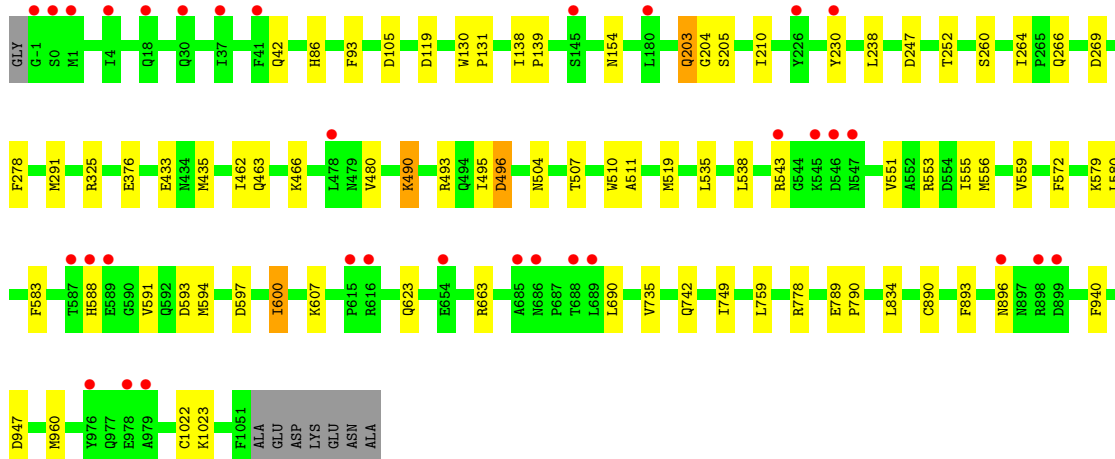 GLY G-1 S0 M1 I4 Q18 Q30 I37 F41 Q42 H86 F93 D105 D119 W130 P131 I138 P139 S145 N154 L180 Q203 G204 S205 I210 Y226 Y230 L238 D247 T252 S260 I264 P265 Q266 D269
F278 M291 R325 E376 E433 N434 M435 I462 Q463 K466 L478 N479 V480 K490 R493 Q494 I495 D496 N504 T507 W510 A511 M519 L535 L538 R543 G544 K545 D546 N547 V551 A552 R553 D554 I555 M556 V559 F572 K579 L580
F583 T587 H588 E589 G590 V591 Q592 D593 M594 D597 I600 K607 P615 R616 Q623 E654 R663 A685 N686 P687 T688 L689 L690 V735 Q742 I749 L759 R778 E789 P790 L834 C890 F893 N896 N897 R898 D899 F940
D947 M960 Y976 Q977 E978 A979 C1022 K1023 F1051 ALA GLU ASP LYS GLU ASN ALA